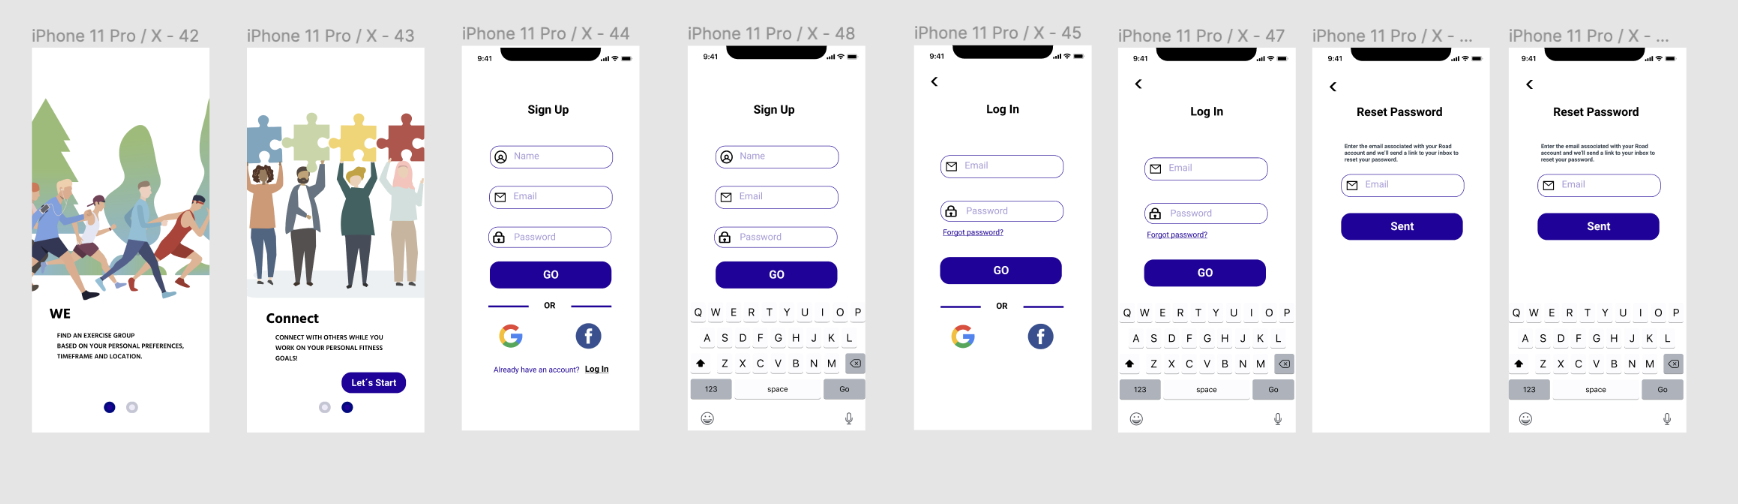 iPhone 11 Pro / X - 42
WE
FIND AN EXERCISE GROUP
BASED ON YOUR PERSONAL PREFERENCES,
TIMEFRAME AND LOCATION.
iPhone 11 Pro / X - 43
Connect
CONNECT WITH OTHERS WHILE YOU
WORK ON YOUR PERSONAL FITNESS
GOALS!
Let´s Start
iPhone 11 Pro / X - 44
9:41
Sign Up
Name
Email
Password
GO
OR
Already have an account? Log In
iPhone 11 Pro / X - 48
9:41
Sign Up
Name
Email
Password
GO
Q W E R T Y U I O P
A S D F G H J K L
Z X C V B N M
123 space Go
iPhone 11 Pro / X - 45
9:41
Log In
Email
Password
Forgot password?
GO
OR
iPhone 11 Pro / X - 47
9:41
Log In
Email
Password
Forgot password?
GO
Q W E R T Y U I O P
A S D F G H J K L
Z X C V B N M
123 space Go
iPhone 11 Pro / X - ...
9:41
Reset Password
Enter the email associated with your Road
account and we'll send a link to your inbox to
reset your password.
Email
Sent
iPhone 11 Pro / X - ...
9:41
Reset Password
Enter the email associated with your Road
account and we'll send a link to your inbox to
reset your password.
Email
Sent
Q W E R T Y U I O P
A S D F G H J K L
Z X C V B N M
123 space Go